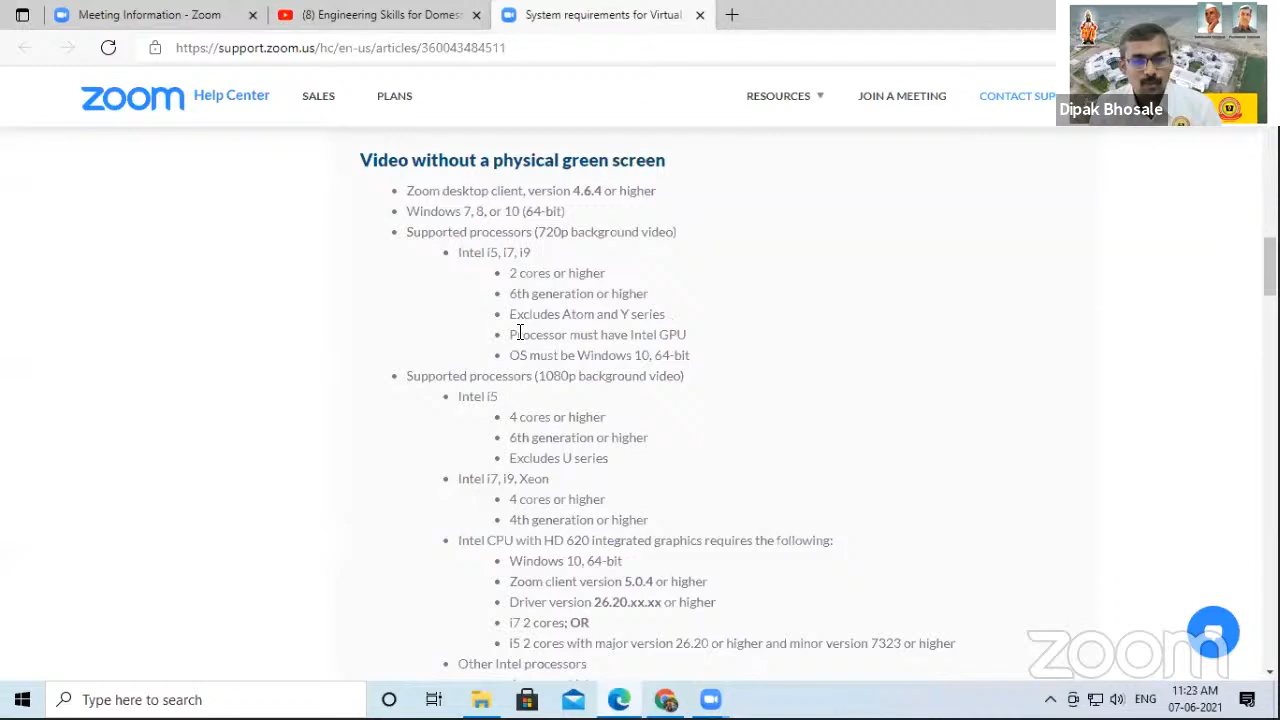 Meeting - Zoom
(6) Engineering Skills for Domest
Requirements for Virtual
https://support.zoom.us/hc/en-us/articles/360043484511
zoom Help Center SALES PLANS RESOURCES JOIN A MEETING CONTACT SUP
Dipak Bhosale
Video without a physical green screen
Zoom desktop client, version 4.6.4 or higher
Windows 7, 8, or 10 (64-bit)
Supported processors (720p background video)
Intel i5, i7, i9
2 cores or higher
6th generation or higher
Excludes Atom and Y series
Processor must have Intel GPU
OS must be Windows 10, 64-bit
Supported processors (1080p background video)
Intel i5
4 cores or higher
6th generation or higher
Excludes U series
Intel i7, i9, Xeon
4 cores or higher
4th generation or higher
Intel CPU with HD 620 integrated graphics requires the following:
Windows 10, 64-bit
Zoom client version 5.0.4 or higher
Driver version 26.20.xx.xx or higher
i7 2 cores; OR
i5 2 cores with major version 26.20 or higher and minor version 7323 or higher
Other Intel processors
zoom
Type here to search
ENG
11:23 AM
07-06-2021